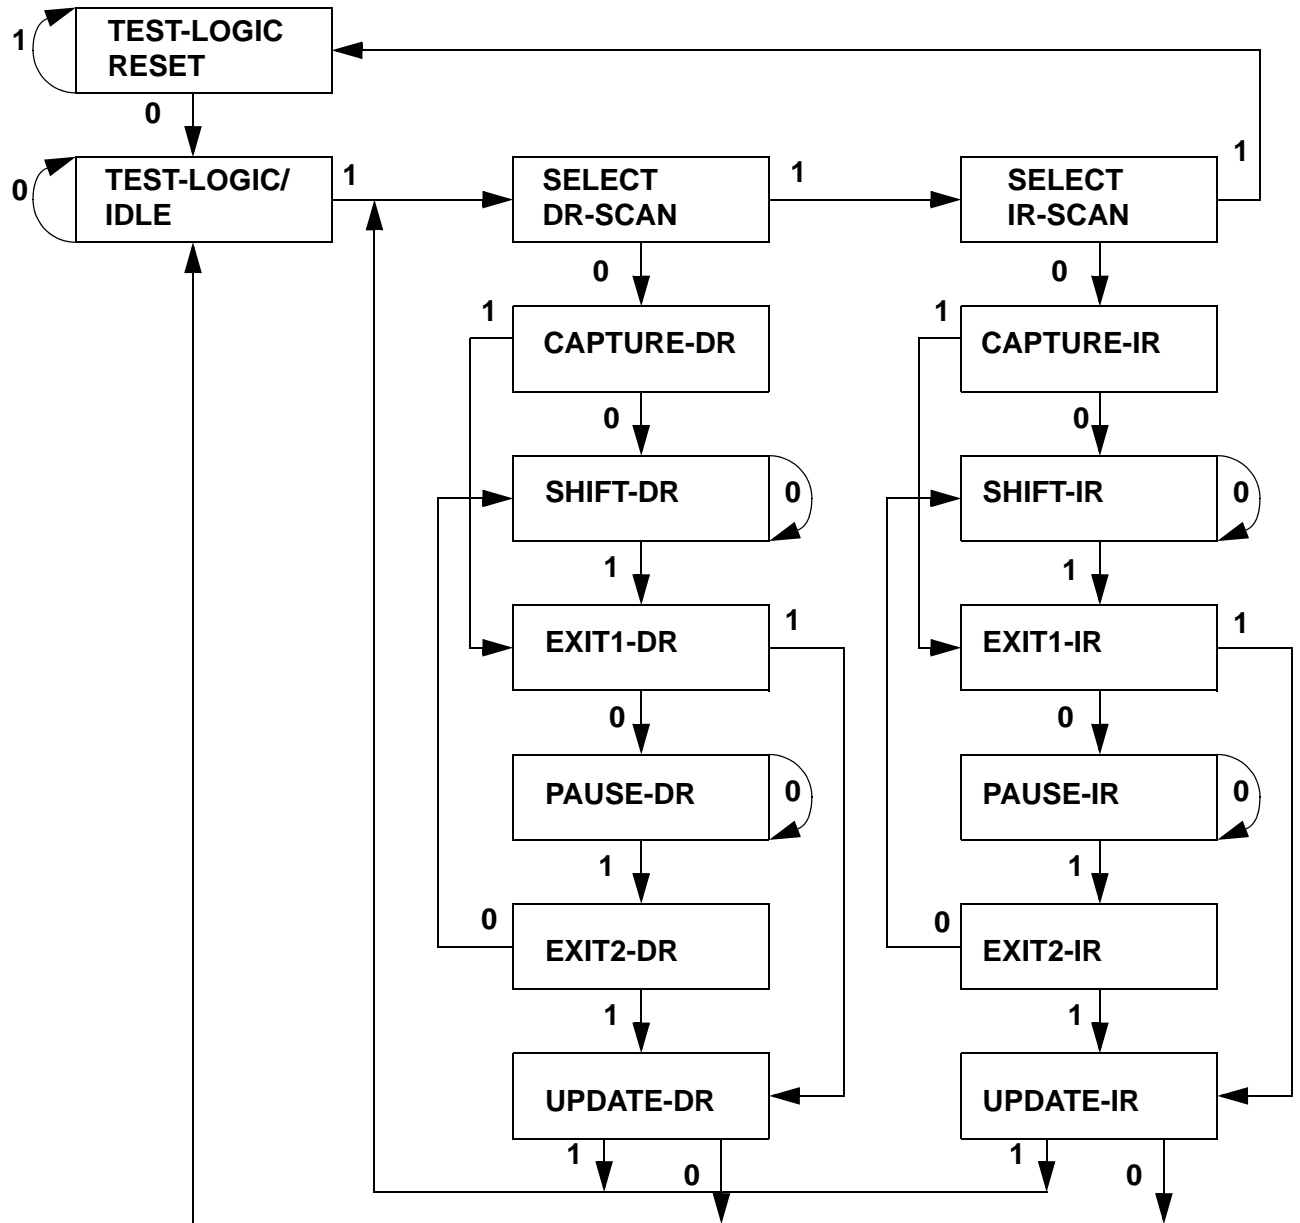 1
TEST-LOGIC
RESET
0
0
TEST-LOGIC/
IDLE
1
SELECT
DR-SCAN
1
SELECT
IR-SCAN
1
0
0
1
CAPTURE-DR
1
CAPTURE-IR
0
0
SHIFT-DR
0
SHIFT-IR
0
1
1
EXIT1-DR
1
EXIT1-IR
1
0
0
PAUSE-DR
0
PAUSE-IR
0
1
1
0
EXIT2-DR
0
EXIT2-IR
1
1
UPDATE-DR
UPDATE-IR
1
0
1
0